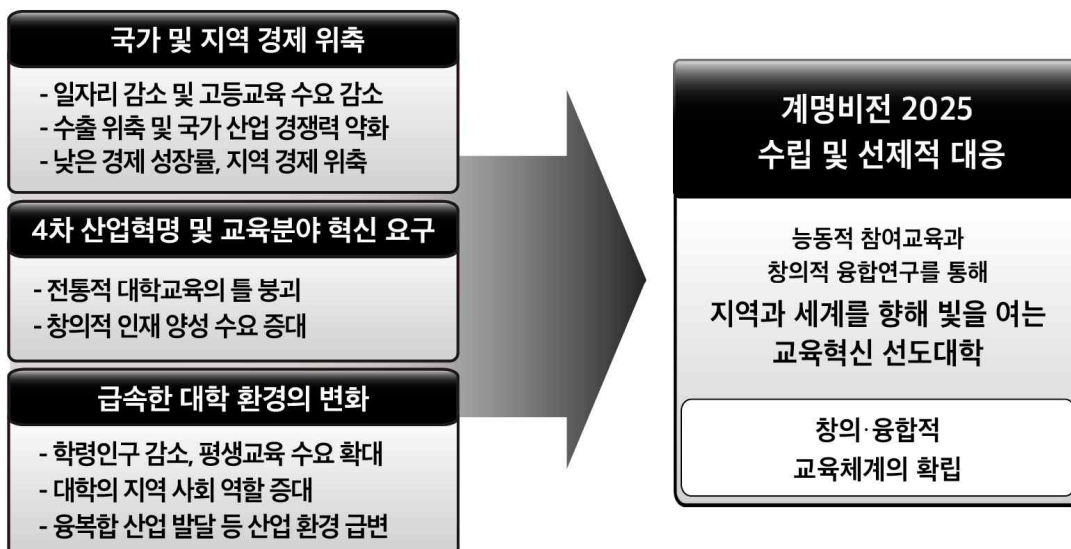 국가 및 지역 경제 위축
- 일자리 감소 및 고등교육 수요 감소
- 수출 위축 및 국가 산업 경쟁력 약화
- 낮은 경제 성장률, 지역 경제 위축
4차 산업혁명 및 교육분야 혁신 요구
- 전통적 대학교육의 틀 붕괴
- 창의적 인재 양성 수요 증대
급속한 대학 환경의 변화
- 학령인구 감소, 평생교육 수요 확대
- 대학의 지역 사회 역할 증대
- 융복합 산업 발달 등 산업 환경 급변
계명비전 2025
수립 및 선제적 대응
능동적 참여교육과
창의적 융합연구를 통해
지역과 세계를 향해 빛을 여는
교육혁신 선도대학
창의·융합적
교육체계의 확립